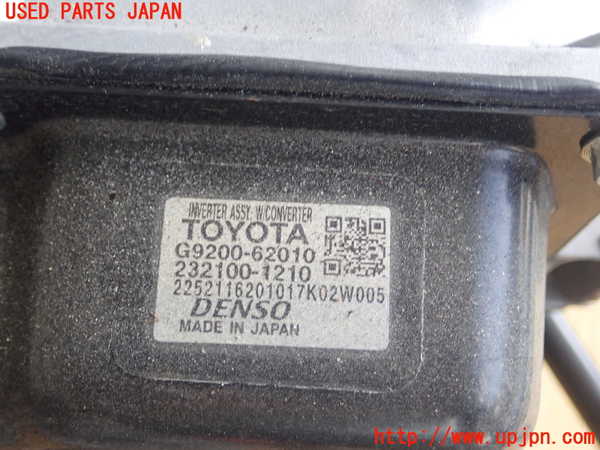 USED PARTS JAPAN
INVERTER ASSY. W/CONVERTER
TOYOTA
G9200-62010
232100-1210
2252116201017K02W005
DENSO
MADE IN JAPAN
http://www.upjpn.com